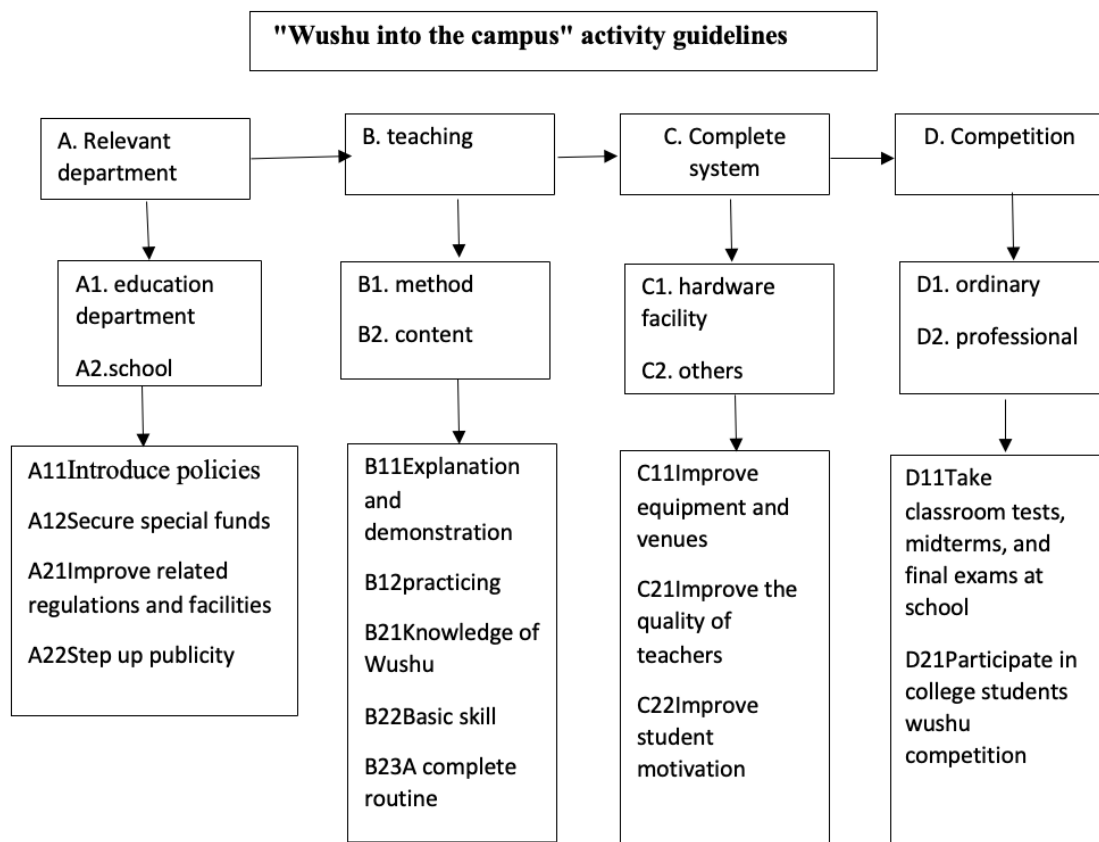 "Wushu into the campus" activity guidelines
A. Relevant
department
B. teaching
C. Complete
system
D. Competition
A1. education
department
A2.school
B1. method
B2. content
C1. hardware
facility
C2. others
D1. ordinary
D2. professional
A11Introduce policies
A12Secure special funds
A21Improve related
regulations and facilities
A22Step up publicity
B11Explanation
and
demonstration
B12practicing
B21Knowledge of
Wushu
B22Basic skill
B23A complete
routine
C11Improve
equipment and
venues
C21Improve the
quality of
teachers
C22Improve
student
motivation
D11Take
classroom tests,
midterms, and
final exams at
school
D21Participate in
college students
wushu
competition